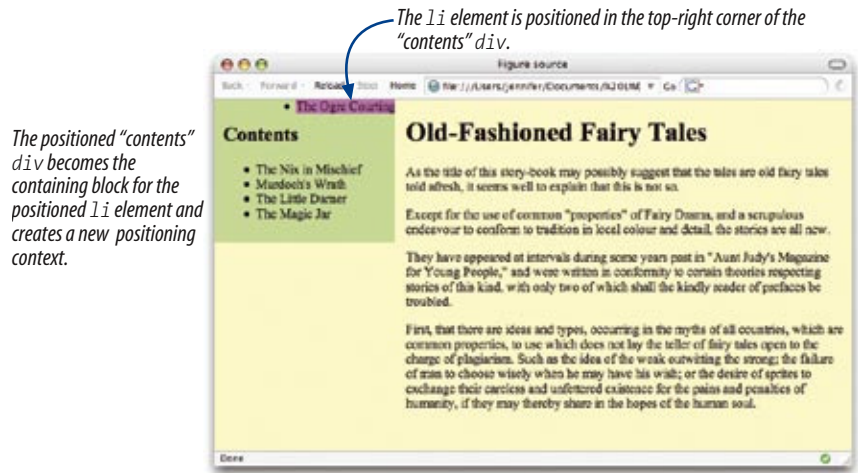 The li element is positioned in the top-right corner of the
"contents" div.
Figure source
Back
Forward
Reload
Stop
Home
file:///Users/jennifer/Documents/
Go
The positioned "contents"
div becomes the
containing block for the
positioned li element and
creates a new positioning
context.
• The Ogre Courting
Contents
• The Nix in Mischief
• Murdoch's Wrath
• The Little Darner
• The Magic Jar
Old-Fashioned Fairy Tales
As the title of this story-book may possibly suggest that the tales are old fairy tales
told afresh, it seems well to explain that this is not so.
Except for the use of common "properties" of Fairy Drama, and a scrupulous
endeavour to conform to tradition in local colour and detail, the stories are all new.
They have appeared at intervals during some years past in "Aunt Judy's Magazine
for Young People," and were written in conformity to certain theories respecting
stories of this kind, with only two of which shall the kindly reader of prefaces be
troubled.
First, that there are ideas and types, occurring in the myths of all countries, which are
common properties, to use which does not lay the teller of fairy tales open to the
charge of plagiarism. Such as the idea of the weak outwitting the strong; the failure
of man to choose wisely when he may have his wish; or the desire of sprites to
exchange their careless and unfettered existence for the pains and penalties of
humanity, if they may thereby share in the hopes of the human soul.
Done